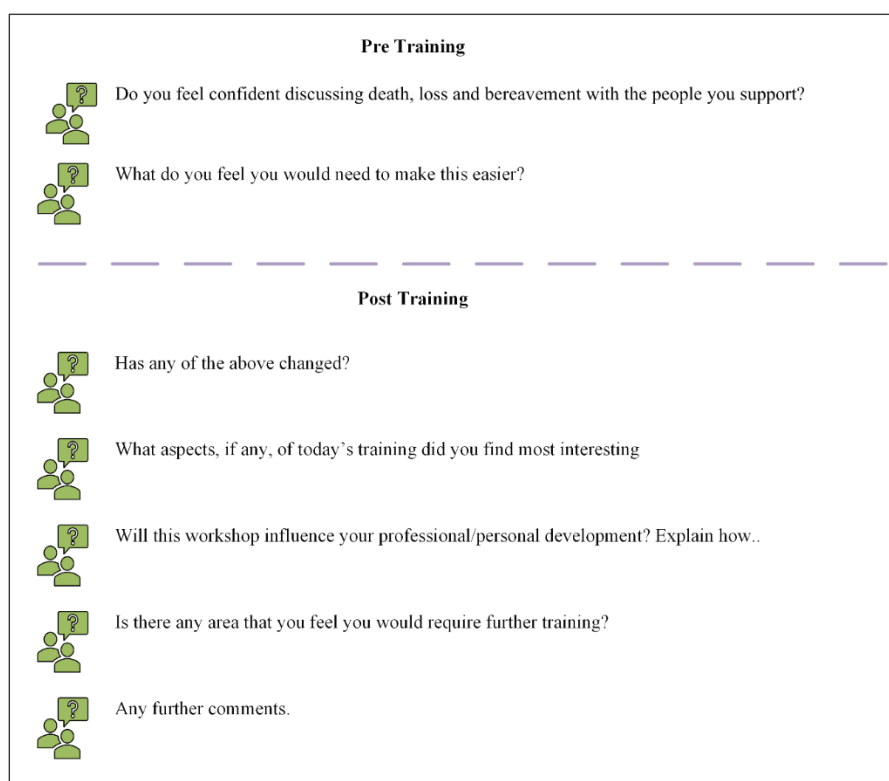 Pre Training
?
Do you feel confident discussing death, loss and bereavement with the people you support?
?
What do you feel you would need to make this easier?
Post Training
?
Has any of the above changed?
?
What aspects, if any, of today’s training did you find most interesting
?
Will this workshop influence your professional/personal development? Explain how..
?
Is there any area that you feel you would require further training?
?
Any further comments.